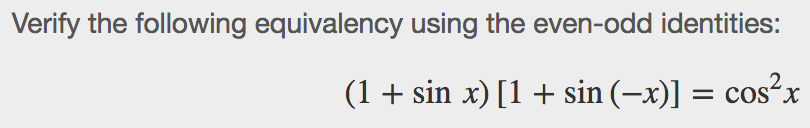 Verify the following equivalency using the even-odd identities:
(1 + sin x) [1 + sin (−x)] = cos²x